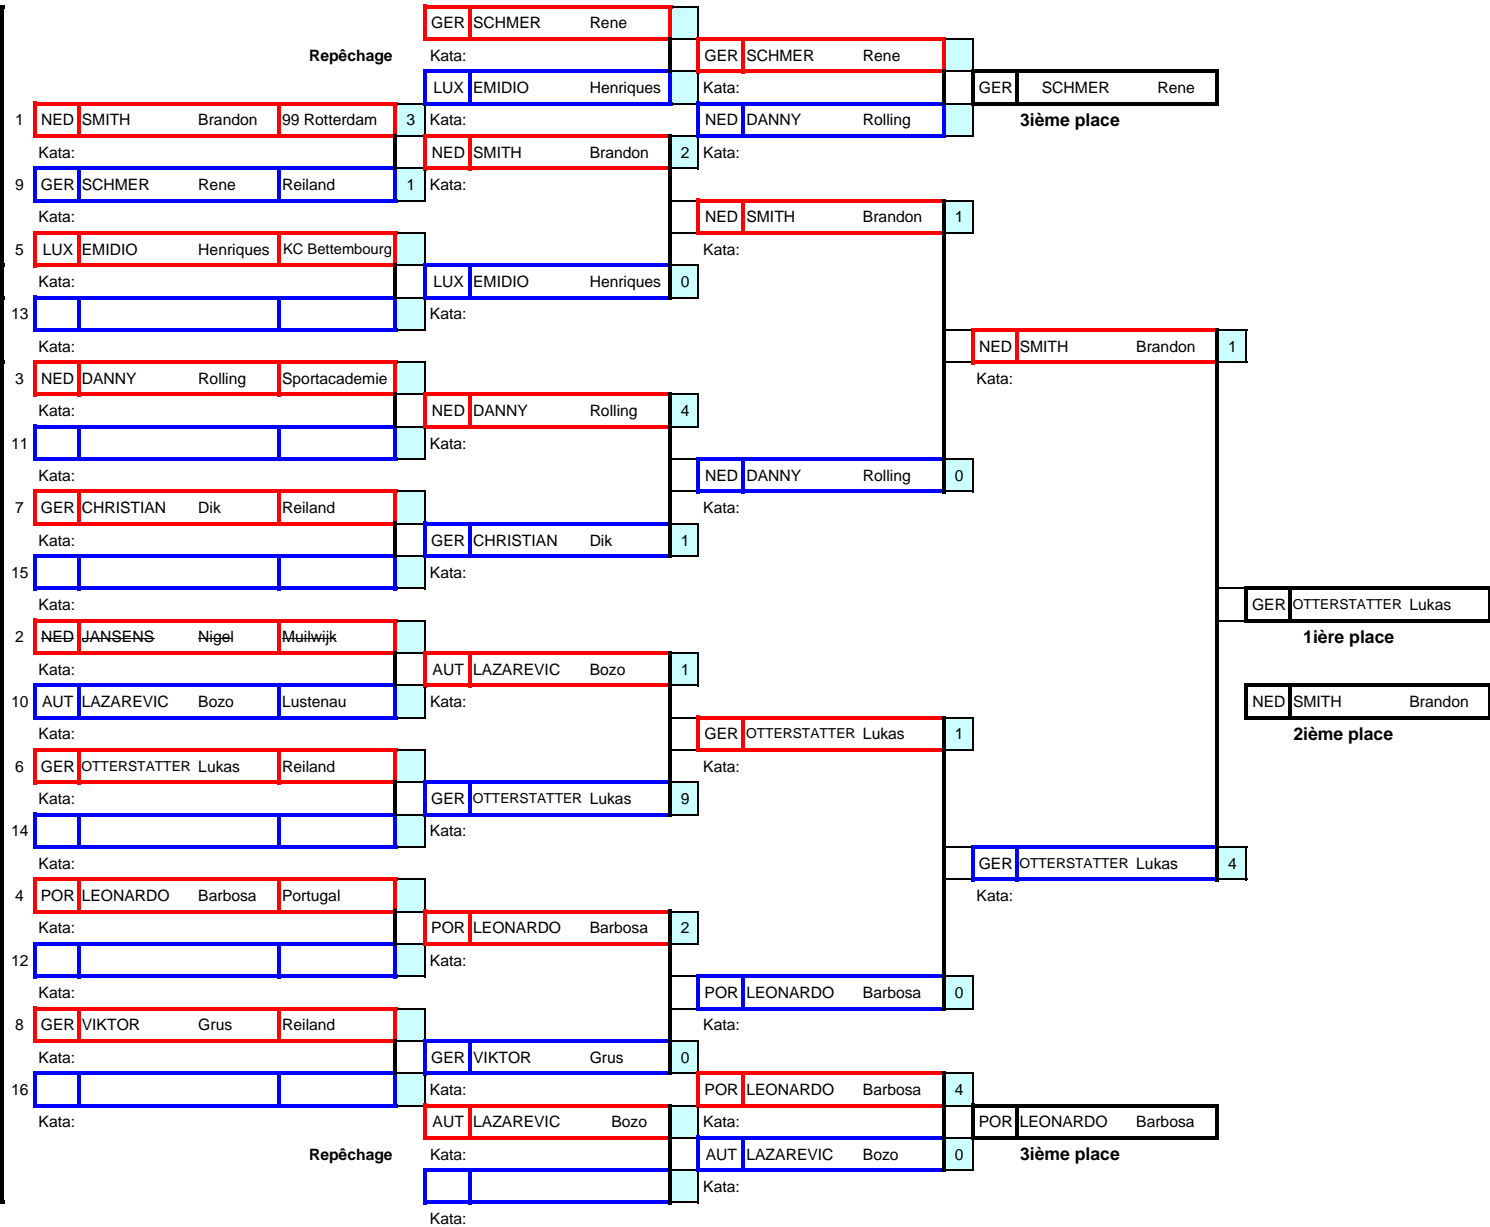 GER SCHMER Rene
Repêchage Kata: GER SCHMER Rene
LUX EMIDIO Henriques Kata: GER SCHMER Rene
1 NED SMITH Brandon 99 Rotterdam 3 Kata: NED DANNY Rolling 3ième place
Kata: NED SMITH Brandon 2 Kata:
9 GER SCHMER Rene Reiland 1 Kata:
Kata: NED SMITH Brandon 1
5 LUX EMIDIO Henriques KC Bettembourg Kata:
Kata: LUX EMIDIO Henriques 0
13 Kata:
Kata: NED SMITH Brandon 1
3 NED DANNY Rolling Sportacademie Kata:
Kata: NED DANNY Rolling 4
11 Kata:
Kata: NED DANNY Rolling 0
7 GER CHRISTIAN Dik Reiland Kata:
Kata: GER CHRISTIAN Dik 1
15 Kata:
Kata: GER OTTERSTATTER Lukas
2 NED JANSENS Nigel Muilwijk 1ière place
Kata: AUT LAZAREVIC Bozo 1
10 AUT LAZAREVIC Bozo Lustenau Kata: NED SMITH Brandon
Kata: GER OTTERSTATTER Lukas 1 2ième place
6 GER OTTERSTATTER Lukas Reiland Kata:
Kata: GER OTTERSTATTER Lukas 9
14 Kata:
Kata: GER OTTERSTATTER Lukas 4
4 POR LEONARDO Barbosa Portugal Kata:
Kata: POR LEONARDO Barbosa 2
12 Kata:
Kata: POR LEONARDO Barbosa 0
8 GER VIKTOR Grus Reiland Kata:
Kata: GER VIKTOR Grus 0
16 Kata: POR LEONARDO Barbosa 4
Kata: AUT LAZAREVIC Bozo Kata: POR LEONARDO Barbosa
Repêchage Kata: AUT LAZAREVIC Bozo 0 3ième place
Kata:
Kata: